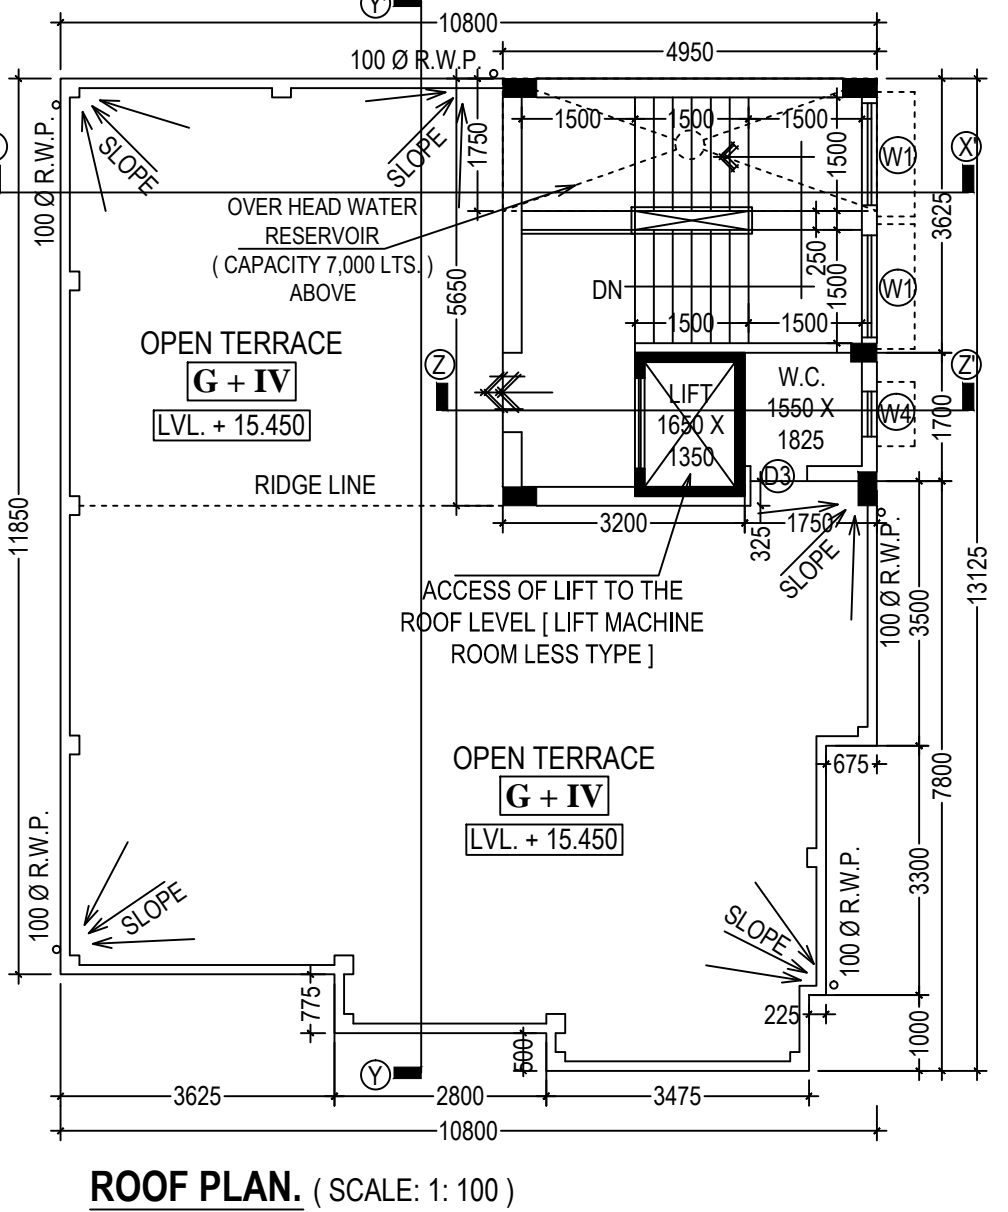 Y'
10800
4950
100 Ø R.W.P.
100 Ø R.W.P.
SLOPE
SLOPE
1750
1500
1500
1500
1500
W1
X'
3625
OVER HEAD WATER
RESERVOIR
( CAPACITY 7,000 LTS. )
ABOVE
5650
250
DN
1500
W1
1500
1500
OPEN TERRACE
G + IV
LVL. + 15.450
Z
LIFT
1650 X
1350
W.C.
1550 X
1825
W4
Z'
1700
RIDGE LINE
D3
11850
3200
325
1750
SLOPE
100 Ø R.W.P.
3500
13125
ACCESS OF LIFT TO THE
ROOF LEVEL [ LIFT MACHINE
ROOM LESS TYPE ]
OPEN TERRACE
G + IV
LVL. + 15.450
675
7800
3300
100 Ø R.W.P.
100 Ø R.W.P.
SLOPE
SLOPE
775
225
500
1000
Y
3625
2800
3475
10800
ROOF PLAN. ( SCALE: 1: 100 )